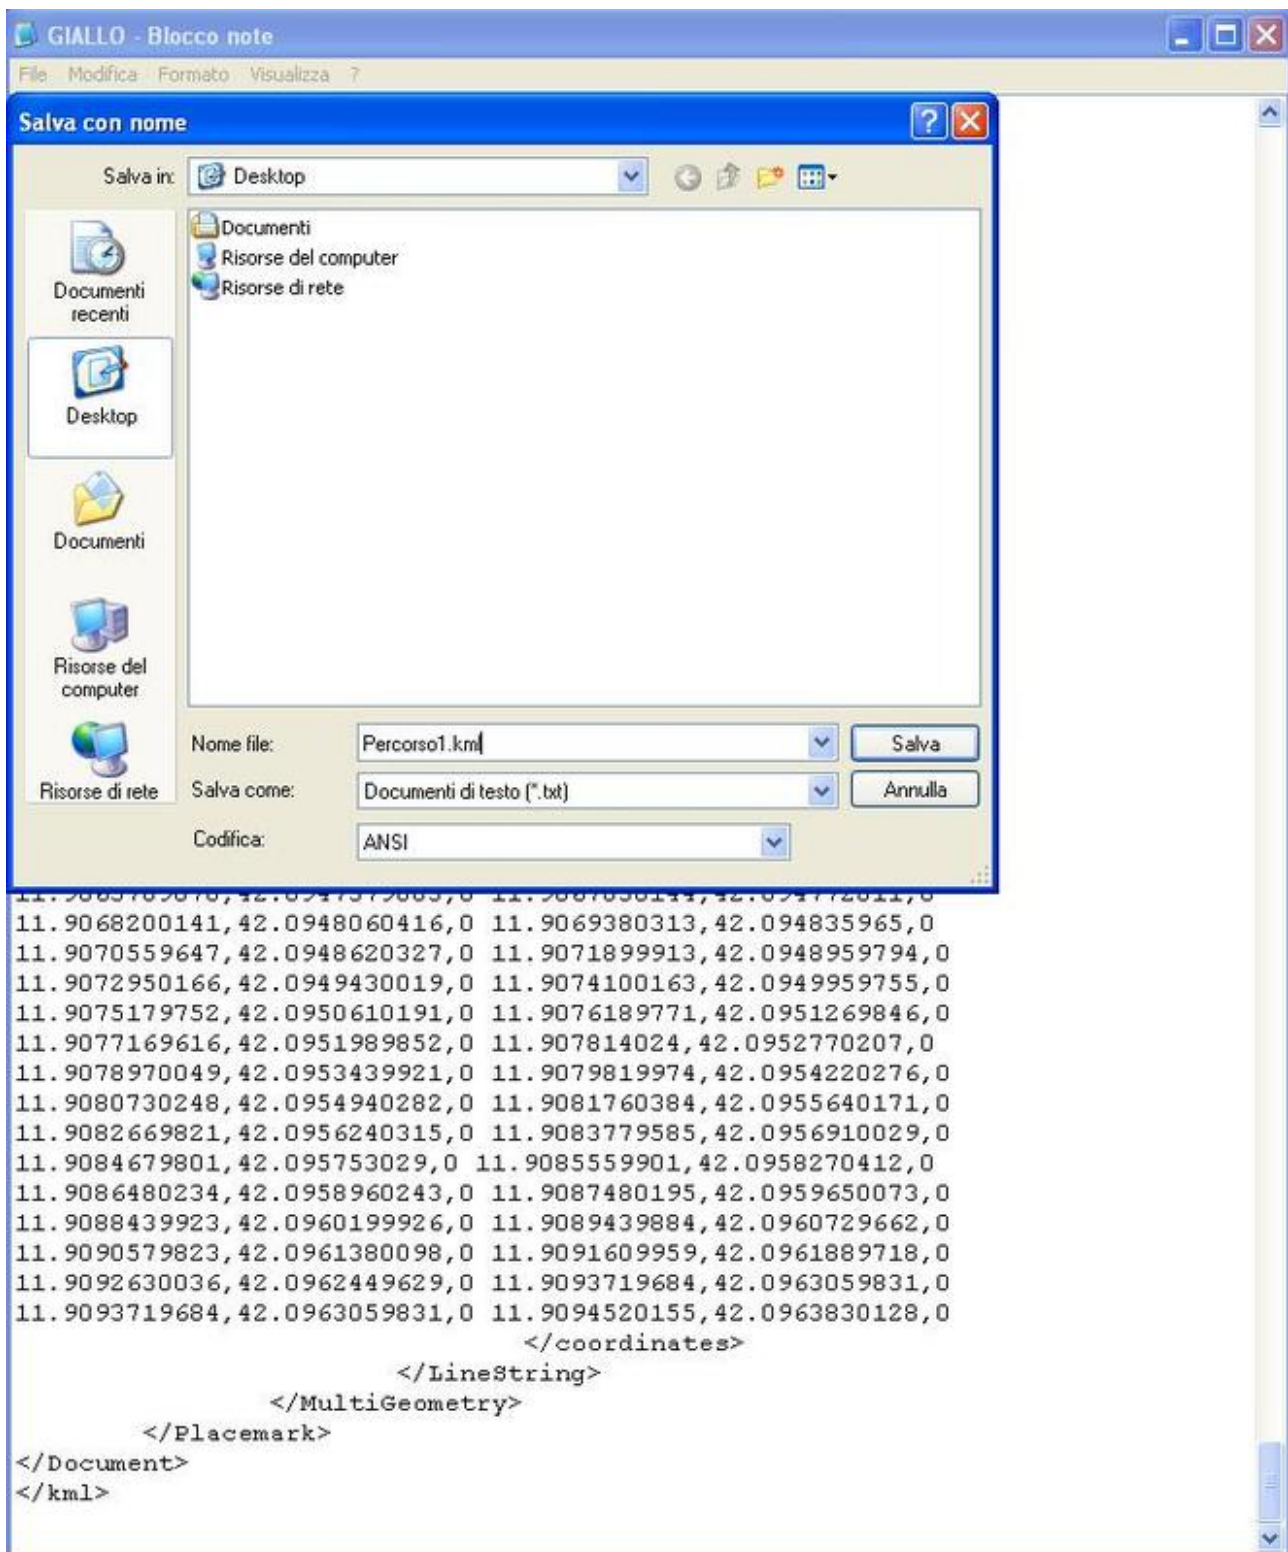 GIALLO - Blocco note
File Modifica Formato Visualizza ?
Salva con nome
Salva in: Desktop
Documenti
Risorse del computer
Risorse di rete
Documenti recenti
Desktop
Documenti
Risorse del computer
Risorse di rete
Nome file: Percorso1.kml Salva
Salva come: Documenti di testo (*.txt) Annulla
Codifica: ANSI
11.9068200141,42.0948060416,0 11.9069380313,42.094835965,0
11.9070559647,42.0948620327,0 11.9071899913,42.0948959794,0
11.9072950166,42.0949430019,0 11.9074100163,42.0949959755,0
11.9075179752,42.0950610191,0 11.9076189771,42.0951269846,0
11.9077169616,42.0951989852,0 11.907814024,42.0952770207,0
11.9078970049,42.0953439921,0 11.9079819974,42.0954220276,0
11.9080730248,42.0954940282,0 11.9081760384,42.0955640171,0
11.9082669821,42.0956240315,0 11.9083779585,42.0956910029,0
11.9084679801,42.095753029,0 11.9085559901,42.0958270412,0
11.9086480234,42.0958960243,0 11.9087480195,42.0959650073,0
11.9088439923,42.0960199926,0 11.9089439884,42.0960729662,0
11.9090579823,42.0961380098,0 11.9091609959,42.0961889718,0
11.9092630036,42.0962449629,0 11.9093719684,42.0963059831,0
11.9093719684,42.0963059831,0 11.9094520155,42.0963830128,0
</coordinates>
</LineString>
</MultiGeometry>
</Placemark>
</Document>
</kml>